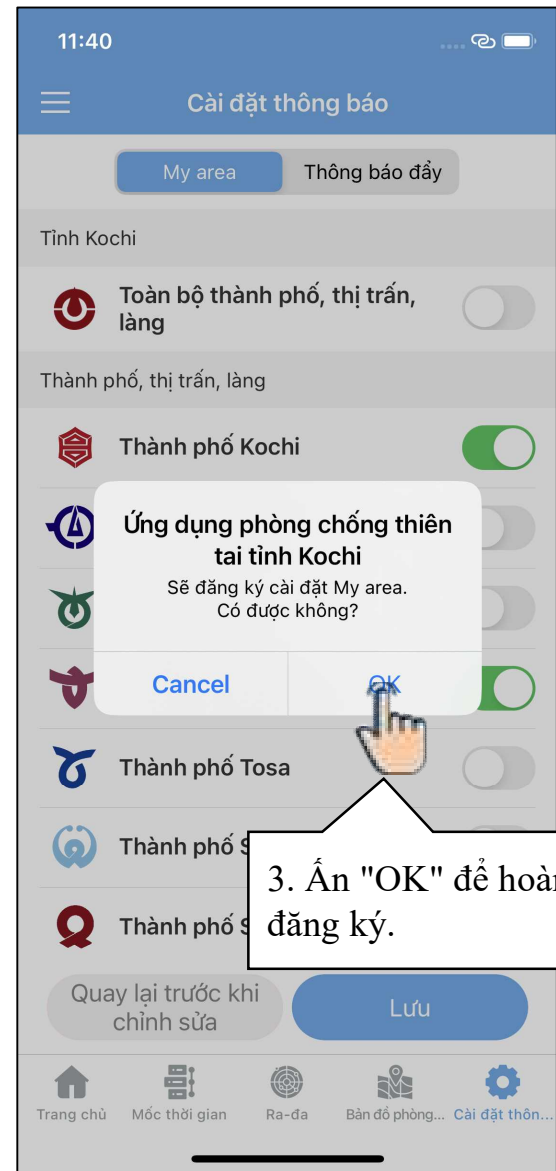 11:40
Cài đặt thông báo
My area
Thông báo đẩy
Tỉnh Kochi
Toàn bộ thành phố, thị trấn,
làng
Thành phố, thị trấn, làng
Thành phố Kochi
Ứng dụng phòng chống thiên
tai tỉnh Kochi
Sẽ đăng ký cài đặt My area.
Có được không?
Cancel
OK
Thành phố Tosa
Thành phố
3. Ấn "OK" để
đăng ký.
Thành phố
Quay lại trước khi
chỉnh sửa
Lưu
Trang chủ
Mốc thời gian
Ra-đa
Bản đồ phòng...
Cài đặt thôn...